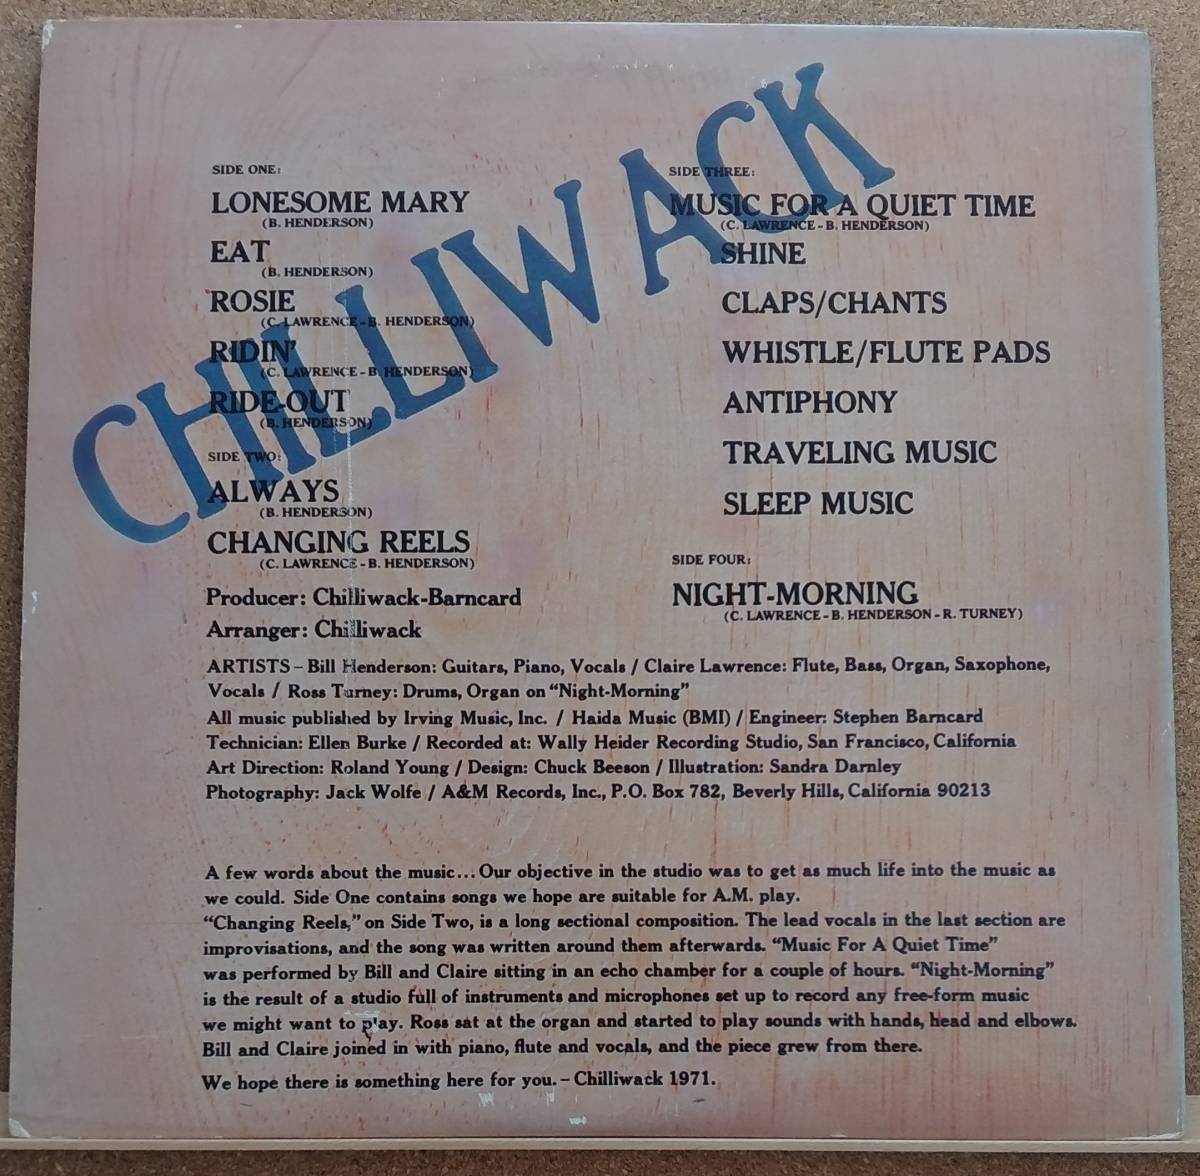 CHILLIWACK
SIDE ONE:
LONESOME MARY
(B. HENDERSON)
EAT
(B. HENDERSON)
ROSIE
(C. LAWRENCE - B. HENDERSON)
RIDIN'
(C. LAWRENCE - B. HENDERSON)
RIDE-OUT
(B. HENDERSON)
SIDE TWO:
ALWAYS
(B. HENDERSON)
CHANGING REELS
(C. LAWRENCE - B. HENDERSON)
SIDE THREE:
MUSIC FOR A QUIET TIME
(C. LAWRENCE - B. HENDERSON)
SHINE
CLAPS/CHANTS
WHISTLE/FLUTE PADS
ANTIPHONY
TRAVELING MUSIC
SLEEP MUSIC
SIDE FOUR:
NIGHT-MORNING
(C. LAWRENCE - B. HENDERSON - R. TURNEY)
Producer: Chilliwack-Barncard
Arranger: Chilliwack
ARTISTS – Bill Henderson: Guitars, Piano, Vocals / Claire Lawrence: Flute, Bass, Organ, Saxophone,
Vocals / Ross Turney: Drums, Organ on “Night-Morning”
All music published by Irving Music, Inc. / Haida Music (BMI) / Engineer: Stephen Barncard
Technician: Ellen Burke / Recorded at: Wally Heider Recording Studio, San Francisco, California
Art Direction: Roland Young / Design: Chuck Beeson / Illustration: Sandra Darnley
Photography: Jack Wolfe / A&M Records, Inc., P.O. Box 782, Beverly Hills, California 90213
A few words about the music... Our objective in the studio was to get as much life into the music as
we could. Side One contains songs we hope are suitable for A.M. play.
“Changing Reels,” on Side Two, is a long sectional composition. The lead vocals in the last section are
improvisations, and the song was written around them afterwards. “Music For A Quiet Time”
was performed by Bill and Claire sitting in an echo chamber for a couple of hours. “Night-Morning”
is the result of a studio full of instruments and microphones set up to record any free-form music
we might want to play. Ross sat at the organ and started to play sounds with hands, head and elbows.
Bill and Claire joined in with piano, flute and vocals, and the piece grew from there.
We hope there is something here for you. – Chilliwack 1971.